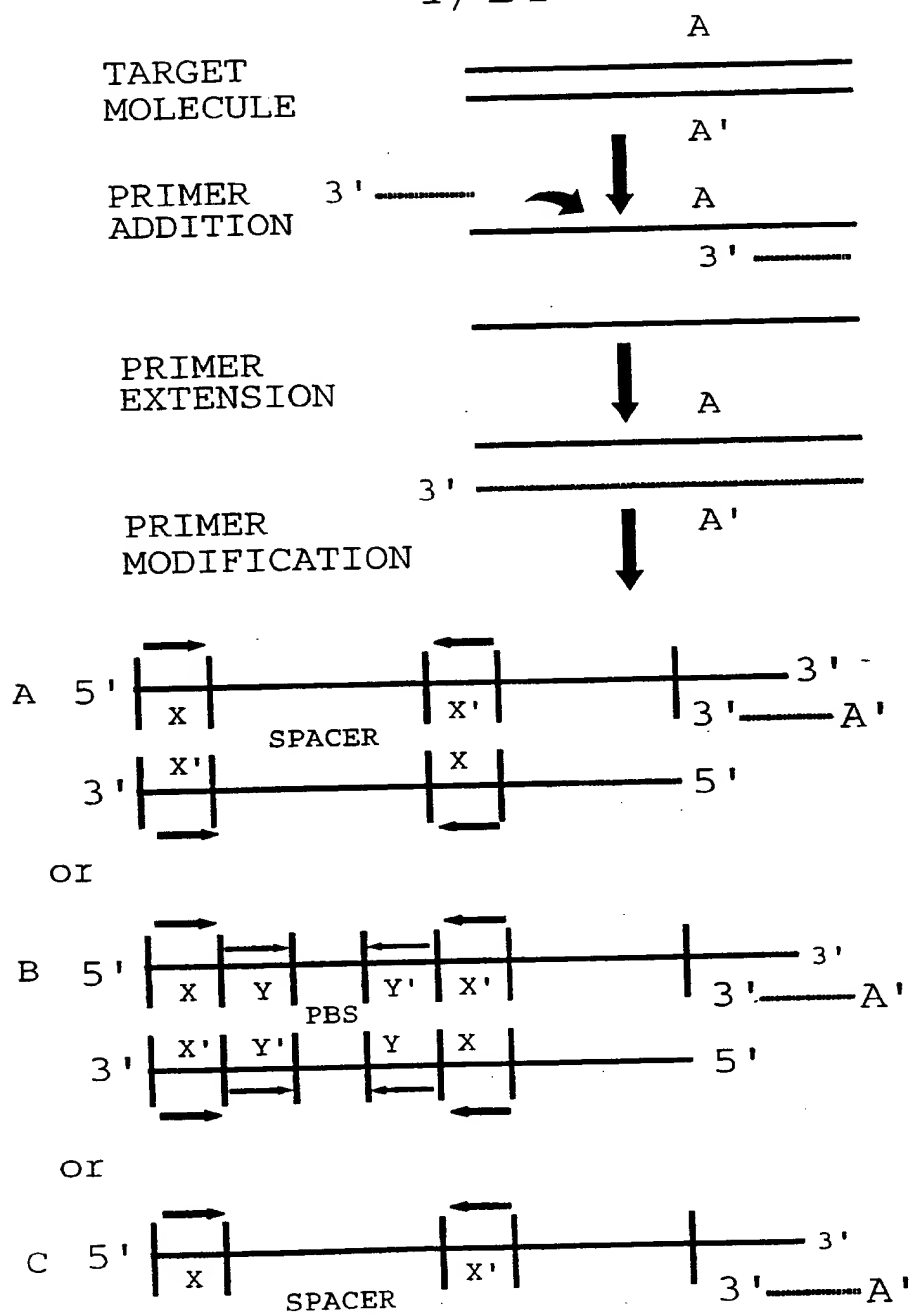 A
TARGET
MOLECULE
A'
PRIMER
ADDITION
3'
A
3'
PRIMER
EXTENSION
A
3'
A'
PRIMER
MODIFICATION
A 5' X X' 3'
3' A'
SPACER
3' X' X 5'
or
B 5' X Y Y' X' 3'
3' A'
PBS
3' X' Y' Y X 5'
or
C 5' X X' 3'
3' A'
SPACER